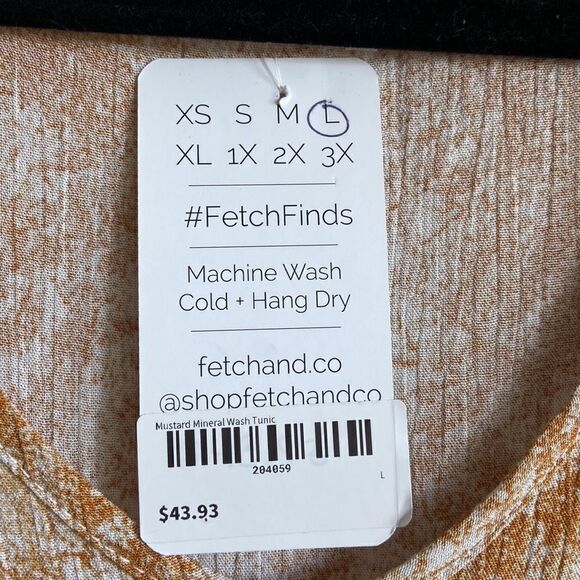 XS S M L
XL 1X 2X 3X
#FetchFinds
Machine Wash
Cold + Hang Dry
fetchand.co
@shopfetchandco
Mustard Mineral Wash Tunic
204059
L
$43.93